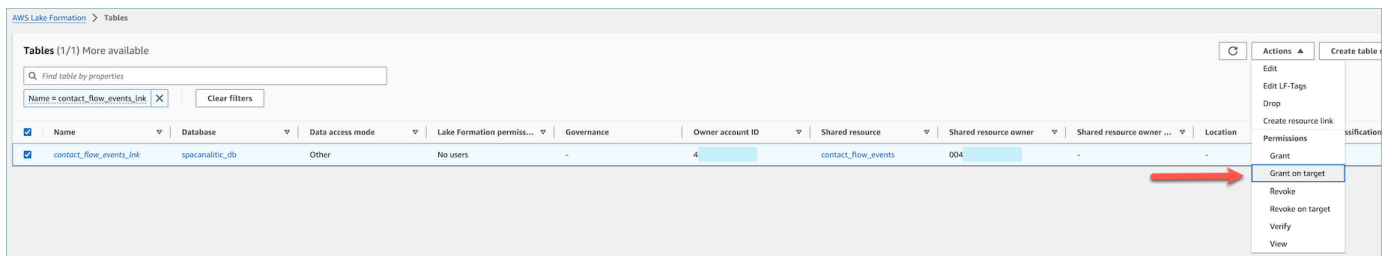 AWS Lake Formation > Tables
Tables (1/1) More available
Actions ▲ Create table
Find table by properties
Name = contact_flow_events_lnk X Clear filters
Name Database Data access mode Lake Formation permiss... Governance Owner account ID Shared resource Shared resource owner Shared resource owner ... Location
contact_flow_events_lnk spacanalitic_db Other No users - 4 contact_flow_events 004 - -
Edit
Edit LF-Tags
Drop
Create resource link
Permissions
Grant
Grant on target
Revoke
Revoke on target
Verify
View